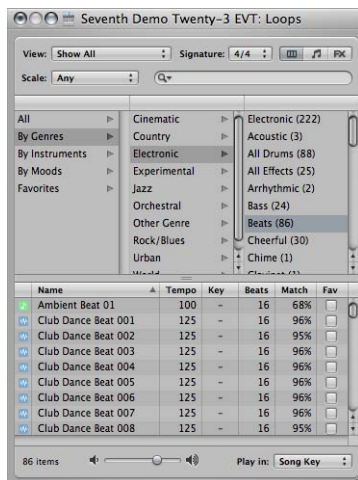 Seventh Demo Twenty-3 EVT: Loops
View: Show All Signature: 4/4 FX
Scale: Any
All Cinematic Electronic (222)
By Genres Country Acoustic (3)
By Instruments Electronic All Drums (88)
By Moods Experimental All Effects (25)
Favorites Jazz Arrhythmic (2)
Orchestral Bass (24)
Other Genre Beats (86)
Rock/Blues Cheerful (30)
Urban Chime (1)
Name Tempo Key Beats Match Fav
Ambient Beat 01 100 – 16 68%
Club Dance Beat 001 125 – 16 96%
Club Dance Beat 002 125 – 16 95%
Club Dance Beat 003 125 – 16 96%
Club Dance Beat 004 125 – 16 96%
Club Dance Beat 005 125 – 16 96%
Club Dance Beat 006 125 – 16 96%
Club Dance Beat 007 125 – 16 96%
Club Dance Beat 008 125 – 16 95%
86 items Play in: Song Key